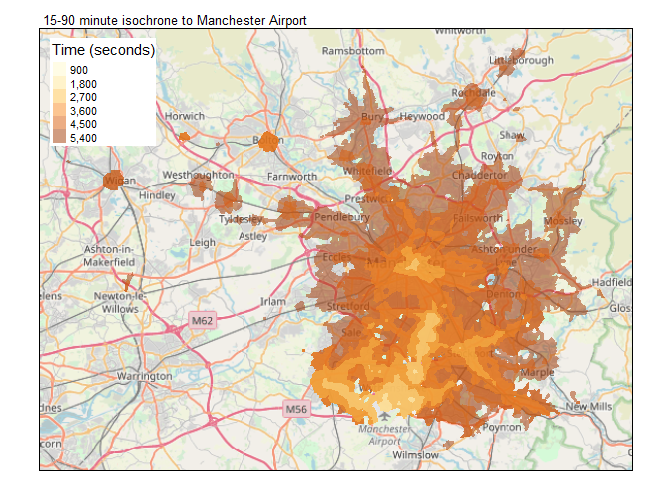 15-90 minute isochrone to Manchester Airport
Time (seconds)
900
1,800
2,700
3,600
4,500
5,400
Whitworth
Ramsbottom
Littleborough
Rochdale
Horwich
Bury
Heywood
Shaw
Royton
Whitefield
Westhoughton
Farnworth
Chadderton
Wigan
Hindley
Prestwich
Tyldesley
Pendlebury
Failsworth
Mossley
Astley
Leigh
Ashton-in-
Makerfield
Eccles
Ashton-under-
Lyne
Hadfield
Newton-le-
Willows
Irlam
Stretford
Denton
Glos
M62
Sale
Warrington
Marple
M56
New Mills
Manchester
Airport
Poynton
Wilmslow
dnes
corn